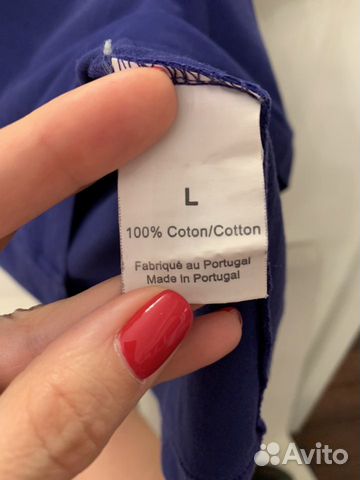 L
100% Coton/Cotton
Fabriqué au Portugal
Made in Portugal
Avito